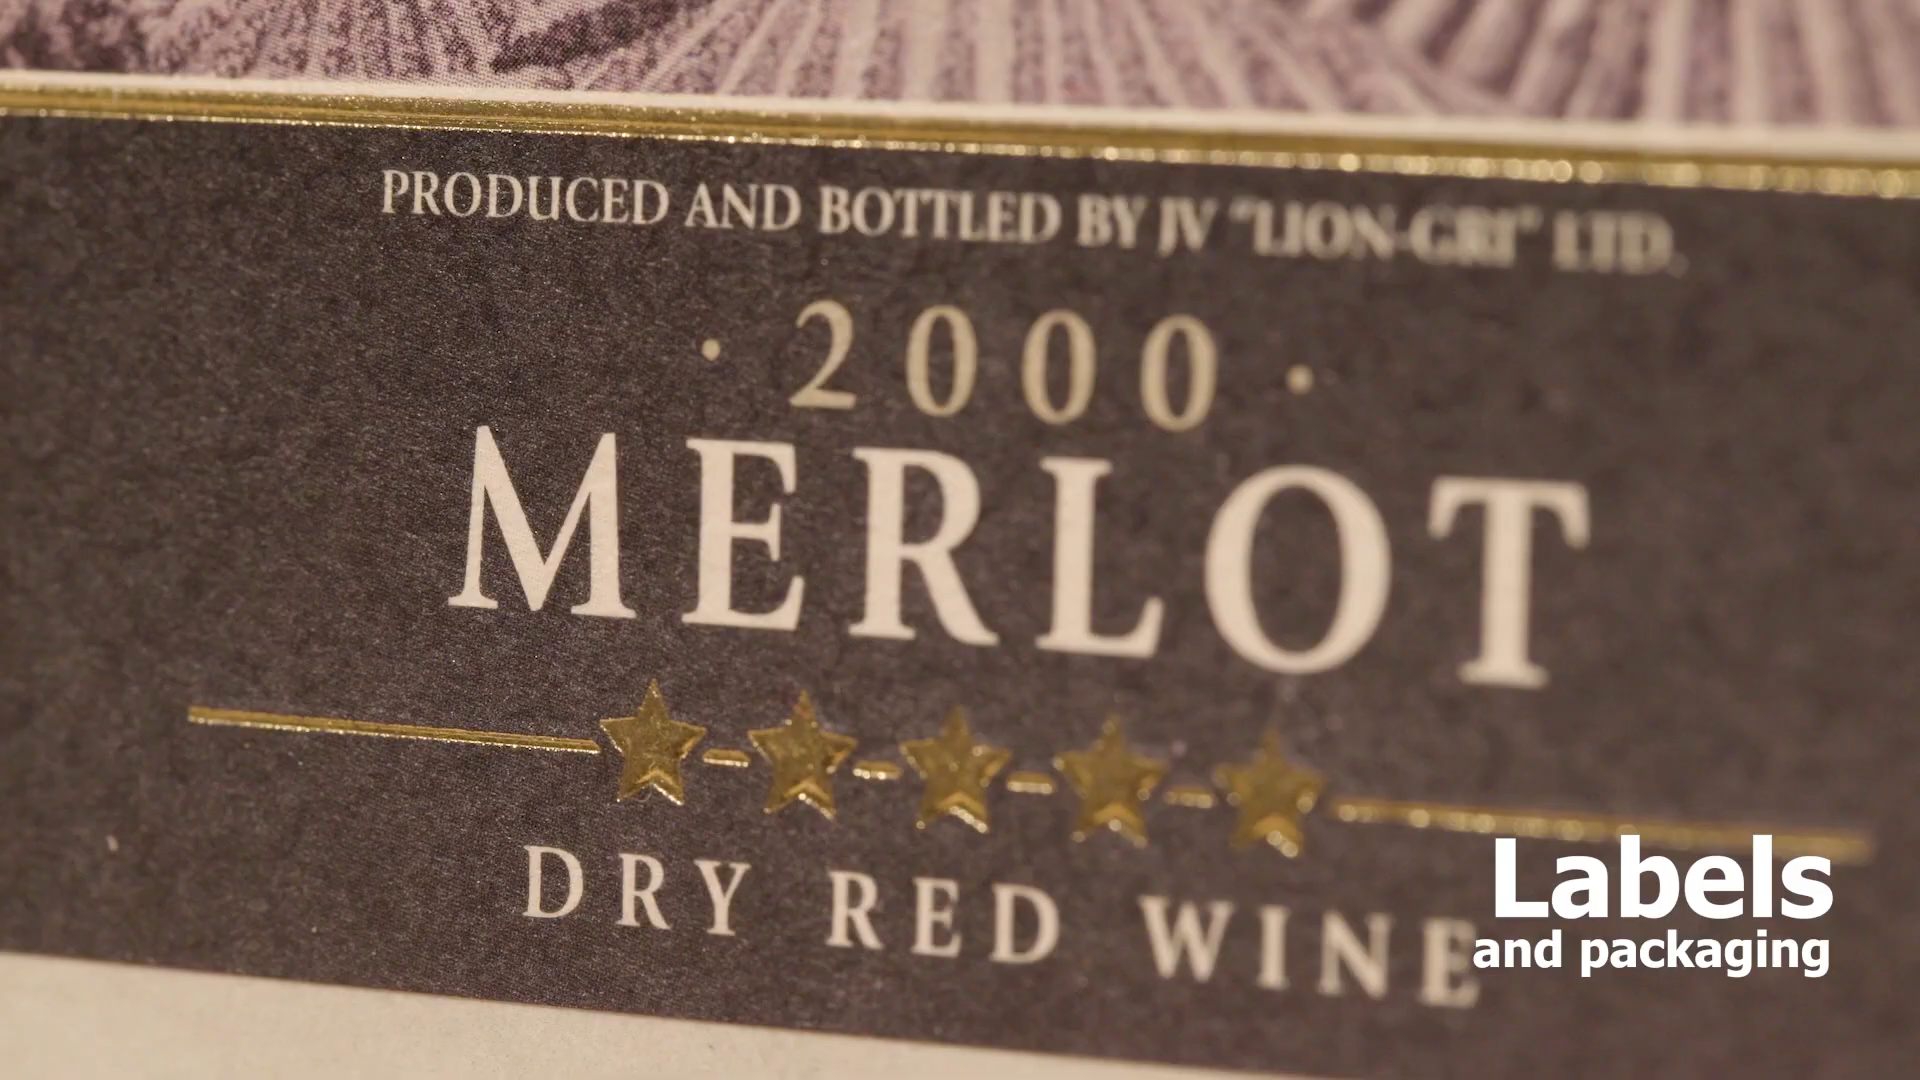 PRODUCED AND BOTTLED BY JV "LION-GRI" LTD.
· 2000 ·
MERLOT
DRY RED WINE
Labels
and packaging